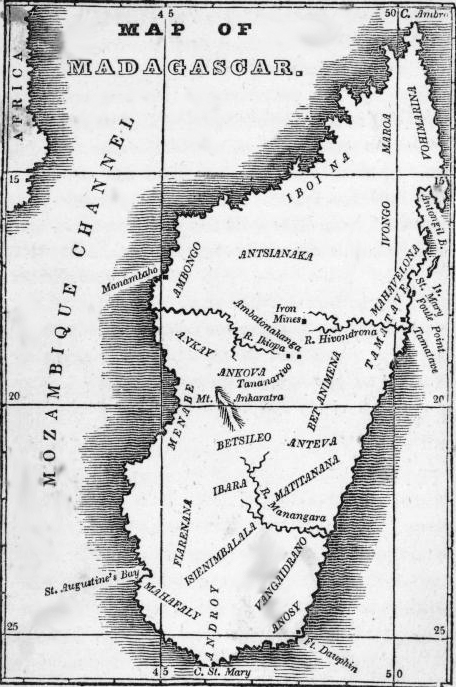 45
50
C. Ambro
MAP OF
MADAGASCAR.
AFRICA
MOZAMBIQUE CHANNEL
MAROA
VOHIMARINA
15
15
IBOINA
IVONGO
Antongil B.
AMBONGO
ANTSIANAKA
Manambaho
MAHAVELONA
TAMATAVE
St. Mary
Foule Point
Tamatave
Iron
Mines
Ambatonakanga
R. Hivondrona
R. Ikiopa
ANKAY
ANKOVA
Tananarivo
BETANIMENA
20
20
MENABE
Mt. Ankaratra
BETSILEO
ANTEVA
IBARA
MATITANANA
R. Manangara
FIARENANA
ISIENIMBALALA
VANGAIDRANO
St. Augustine's Bay
MAHAFALY
ANDROY
ANOSY
25
25
Ft. Dauphin
C. St. Mary
45
50